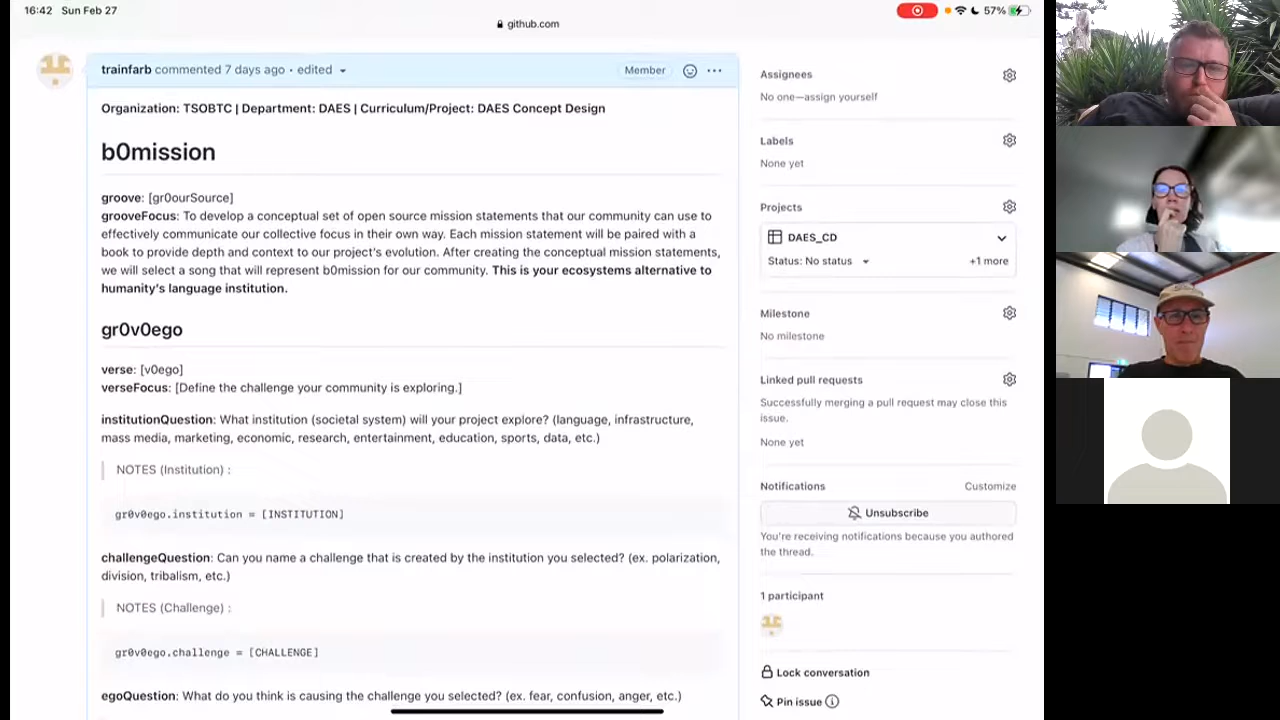 16:42 Sun Feb 27
57%
github.com
trainfarb commented 7 days ago • edited
Member
Organization: TSOBTC | Department: DAES | Curriculum/Project: DAES Concept Design
b0mission
groove: [gr0ourSource]
grooveFocus: To develop a conceptual set of open source mission statements that our community can use to
effectively communicate our collective focus in their own way. Each mission statement will be paired with a
book to provide depth and context to our project's evolution. After creating the conceptual mission statements,
we will select a song that will represent b0mission for our community. This is your ecosystems alternative to
humanity's language institution.
gr0v0ego
verse: [v0ego]
verseFocus: [Define the challenge your community is exploring.]
institutionQuestion: What institution (societal system) will your project explore? (language, infrastructure,
mass media, marketing, economic, research, entertainment, education, sports, data, etc.)
NOTES (Institution) :
gr0v0ego.institution = [INSTITUTION]
challengeQuestion: Can you name a challenge that is created by the institution you selected? (ex. polarization,
division, tribalism, etc.)
NOTES (Challenge) :
gr0v0ego.challenge = [CHALLENGE]
egoQuestion: What do you think is causing the challenge you selected? (ex. fear, confusion, anger, etc.)
Assignees
No one—assign yourself
Labels
None yet
Projects
DAES_CD
Status: No status
+1 more
Milestone
No milestone
Linked pull requests
Successfully merging a pull request may close this
issue.
None yet
Notifications
Customize
Unsubscribe
You're receiving notifications because you authored
the thread.
1 participant
Lock conversation
Pin issue